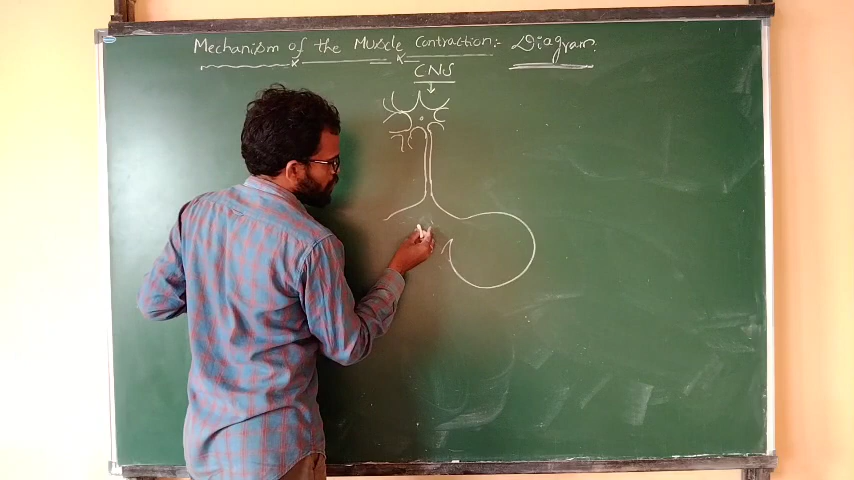 Mechanism of the Muscle Contraction:- Diagram.
CNS